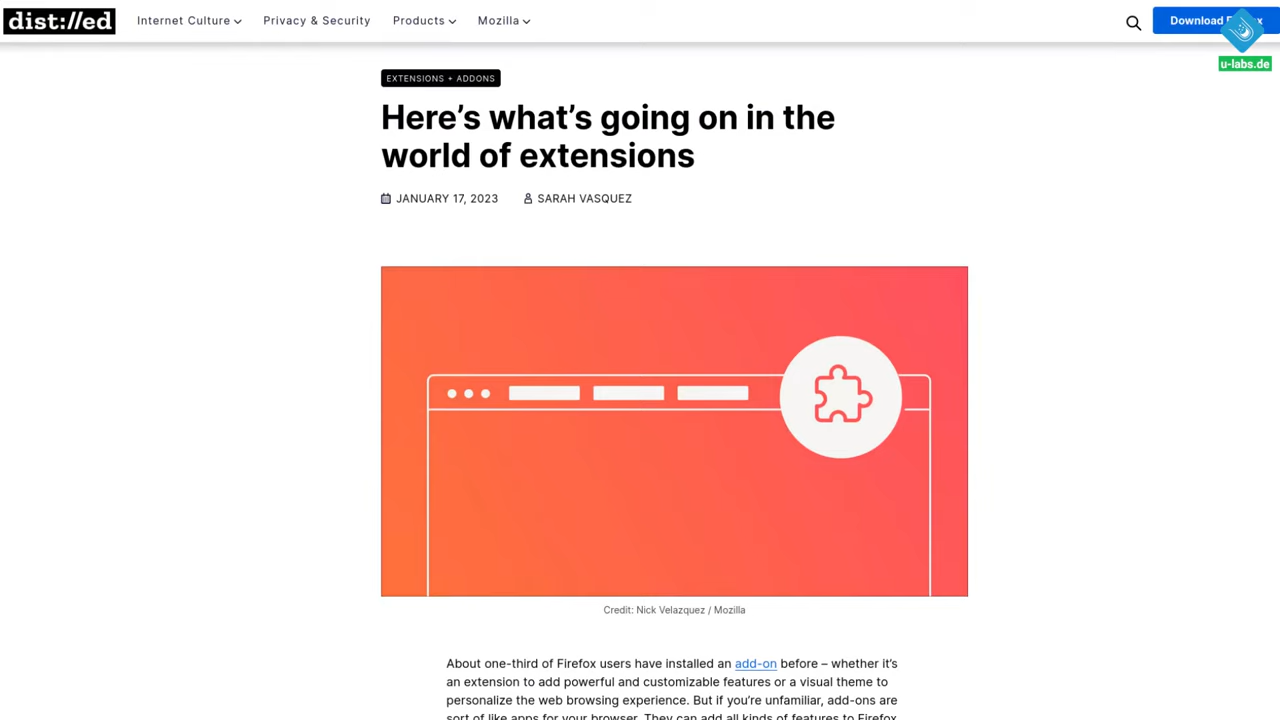 dist://ed
Internet Culture
Privacy & Security
Products
Mozilla
Download
u-labs.de
EXTENSIONS + ADDONS
Here’s what’s going on in the
world of extensions
JANUARY 17, 2023
SARAH VASQUEZ
Credit: Nick Velazquez / Mozilla
About one-third of Firefox users have installed an add-on before – whether it’s
an extension to add powerful and customizable features or a visual theme to
personalize the web browsing experience. But if you’re unfamiliar, add-ons are
sort of like apps for your browser. They can add all kinds of features to Firefox